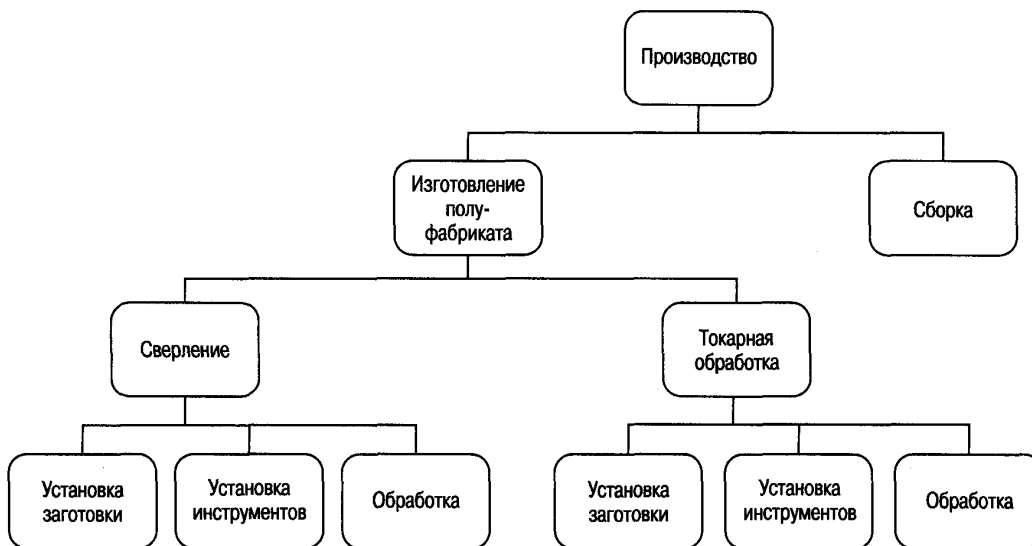 Производство
Изготовление
полу-
фабриката
Сборка
Сверление
Токарная
обработка
Установка
заготовки
Установка
инструментов
Обработка
Установка
заготовки
Установка
инструментов
Обработка